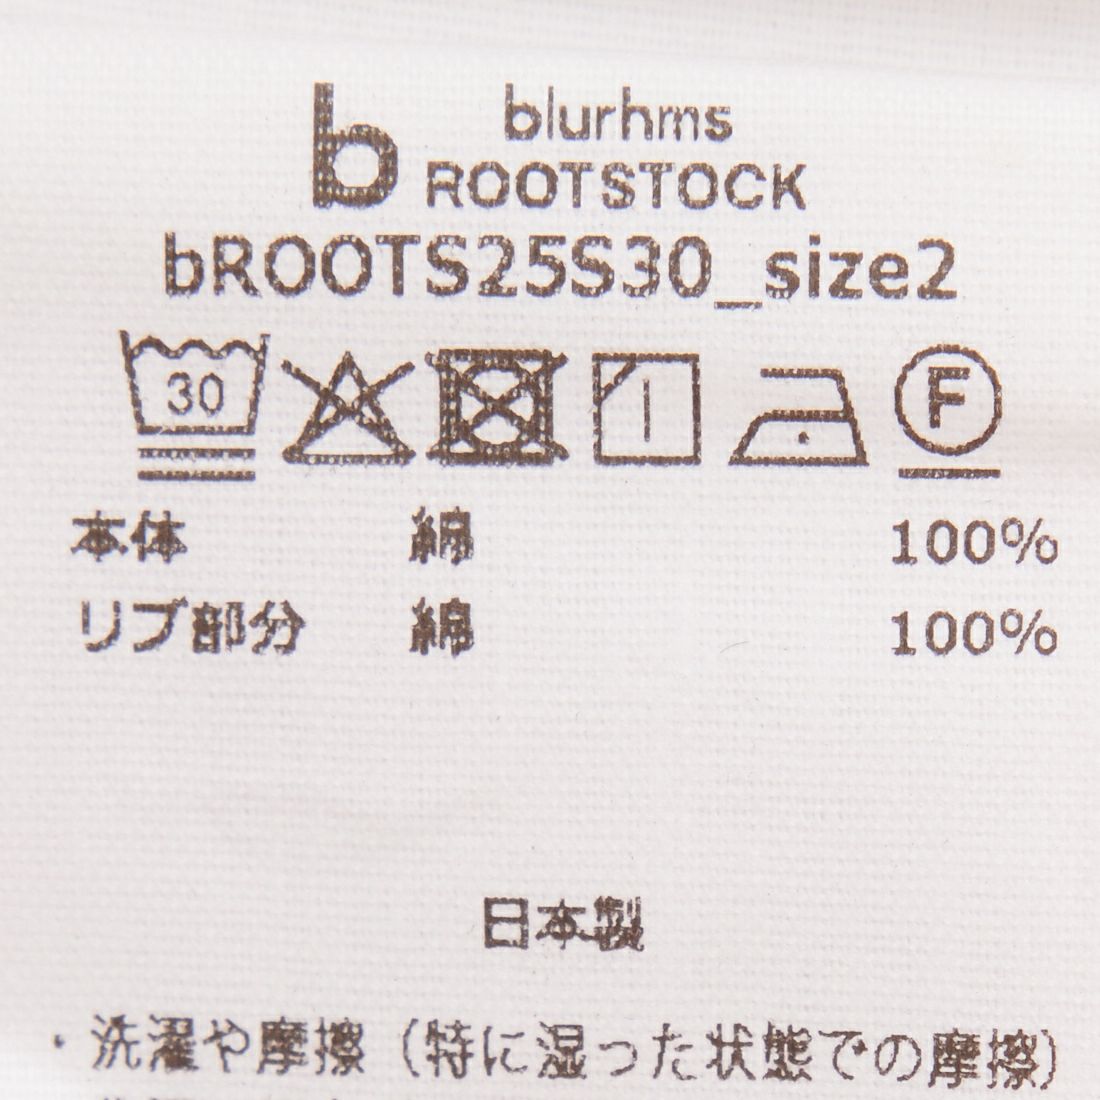 b blurhms
ROOTSTOCK
bROOTS25S30_size2
30 F
本体 綿 100%
リブ部分 綿 100%
日本製
・洗濯や摩擦（特に湿った状態での摩擦）